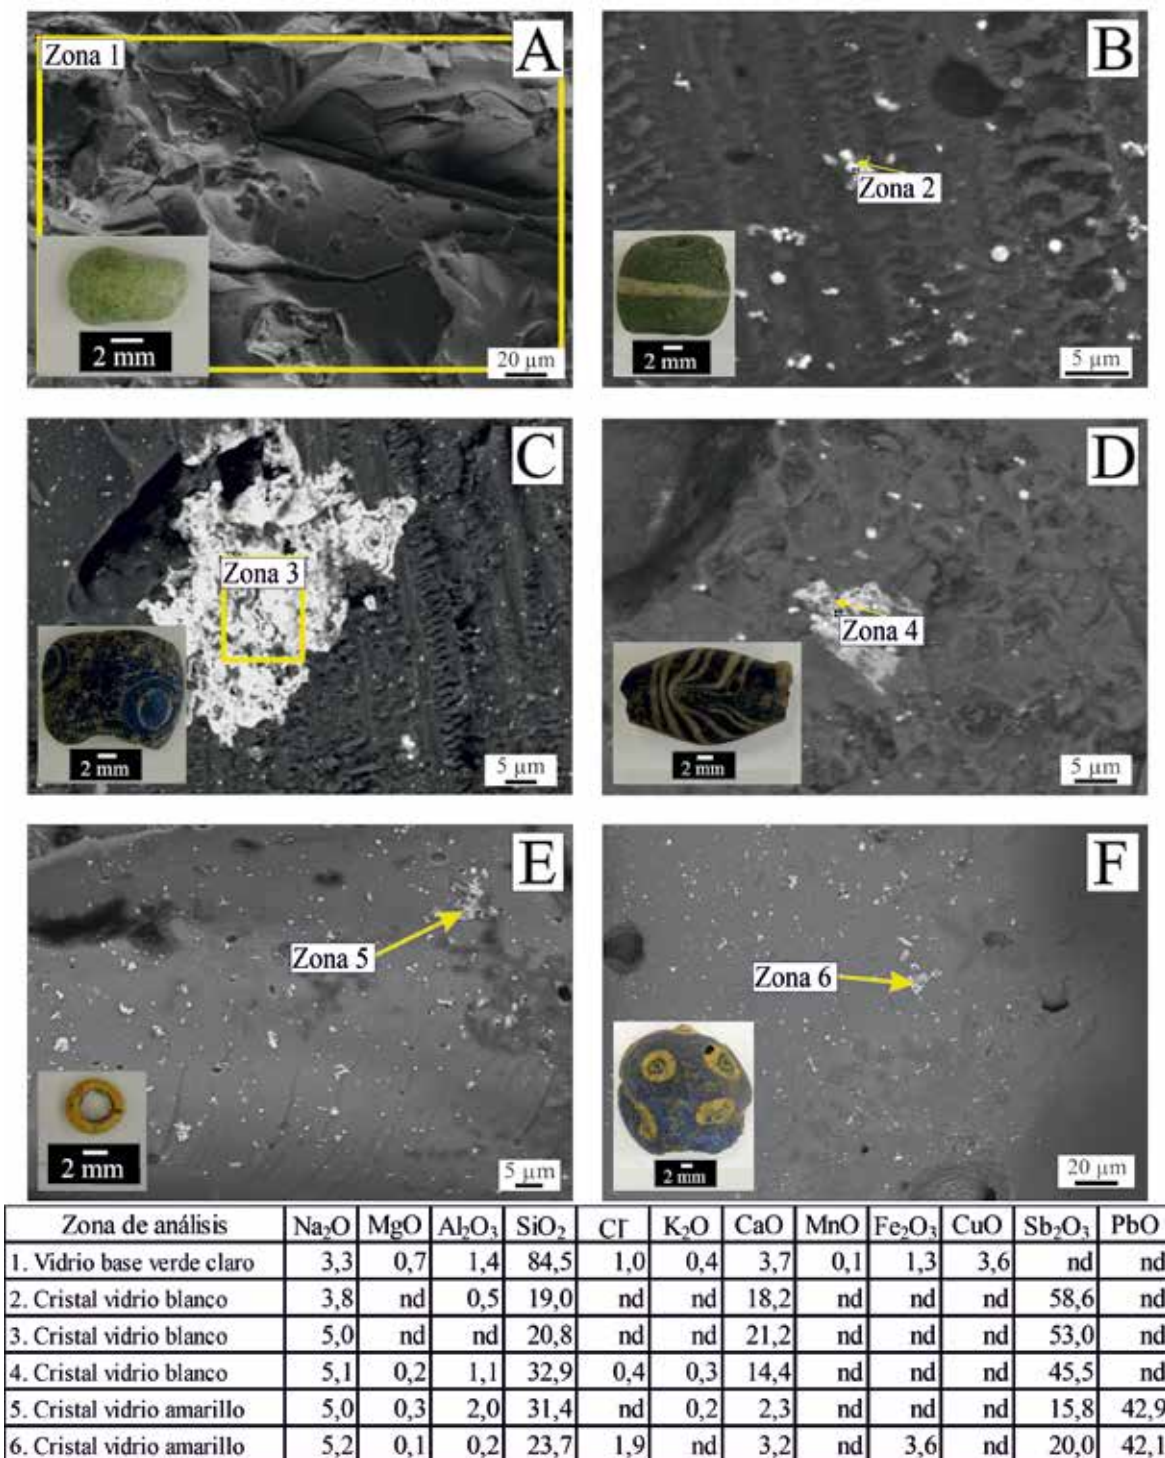 Zona 1
A
2 mm
20 µm
B
Zona 2
2 mm
5 µm
C
Zona 3
2 mm
5 µm
D
Zona 4
2 mm
5 µm
E
Zona 5
2 mm
5 µm
F
Zona 6
2 mm
20 µm
Zona de análisis Na₂O MgO Al₂O₃ SiO₂ Cl⁻ K₂O CaO MnO Fe₂O₃ CuO Sb₂O₃ PbO
1. Vidrio base verde claro 3,3 0,7 1,4 84,5 1,0 0,4 3,7 0,1 1,3 3,6 nd nd
2. Cristal vidrio blanco 3,8 nd 0,5 19,0 nd nd 18,2 nd nd nd 58,6 nd
3. Cristal vidrio blanco 5,0 nd nd 20,8 nd nd 21,2 nd nd nd 53,0 nd
4. Cristal vidrio blanco 5,1 0,2 1,1 32,9 0,4 0,3 14,4 nd nd nd 45,5 nd
5. Cristal vidrio amarillo 5,0 0,3 2,0 31,4 nd 0,2 2,3 nd nd nd 15,8 42,9
6. Cristal vidrio amarillo 5,2 0,1 0,2 23,7 1,9 nd 3,2 nd 3,6 nd 20,0 42,1